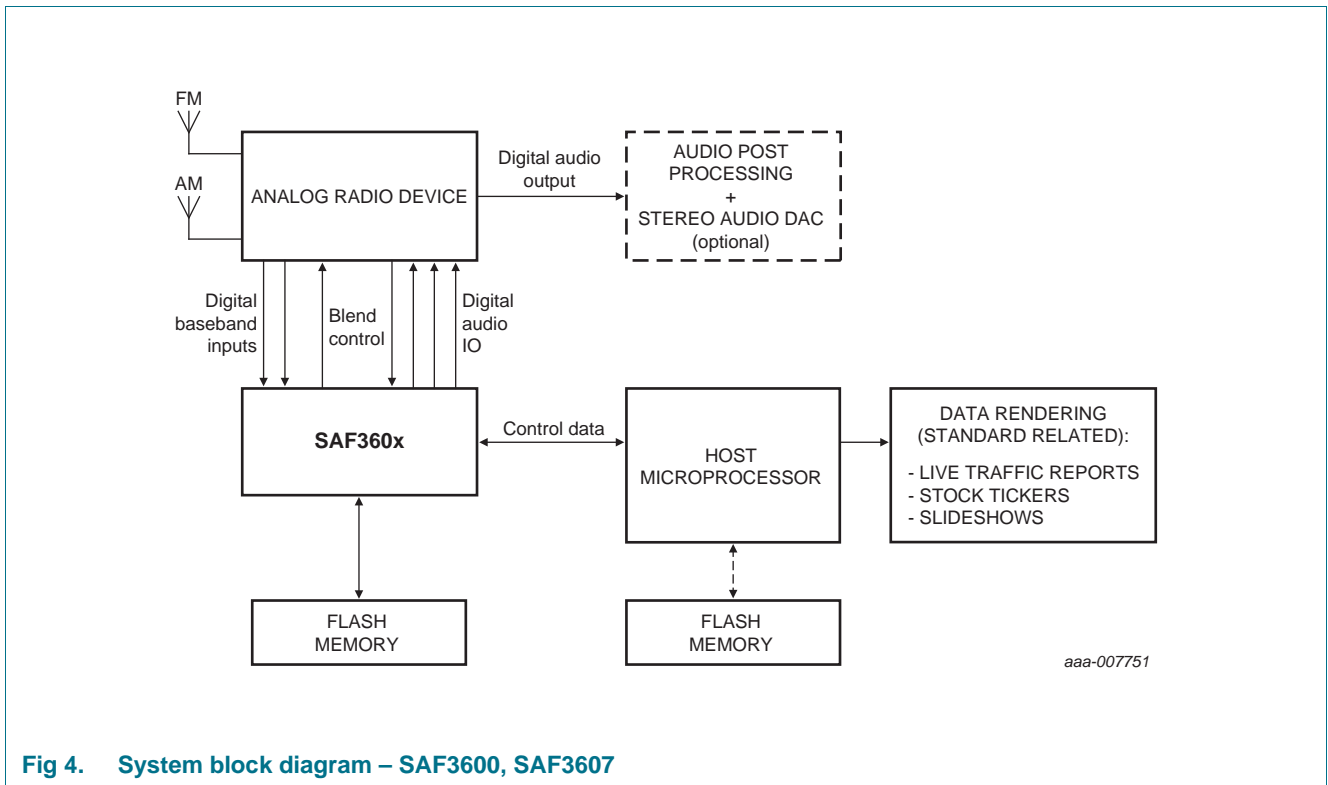 FM
AM
ANALOG RADIO DEVICE
Digital audio
output
AUDIO POST
PROCESSING
+
STEREO AUDIO DAC
(optional)
Digital
baseband
inputs
Blend
control
Digital
audio
IO
SAF360x
Control data
HOST
MICROPROCESSOR
DATA RENDERING
(STANDARD RELATED):
- LIVE TRAFFIC REPORTS
- STOCK TICKERS
- SLIDESHOWS
FLASH
MEMORY
FLASH
MEMORY
aaa-007751
Fig 4. System block diagram – SAF3600, SAF3607